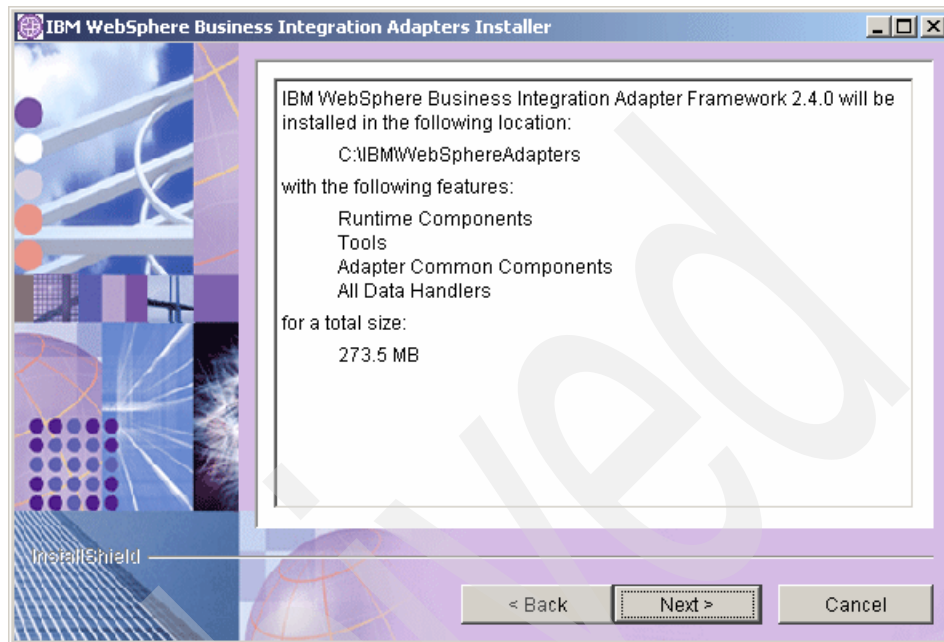 IBM WebSphere Business Integration Adapters Installer
IBM WebSphere Business Integration Adapter Framework 2.4.0 will be
installed in the following location:
C:\IBM\WebSphereAdapters
with the following features:
Runtime Components
Tools
Adapter Common Components
All Data Handlers
for a total size:
273.5 MB
InstallShield
< Back
Next >
Cancel